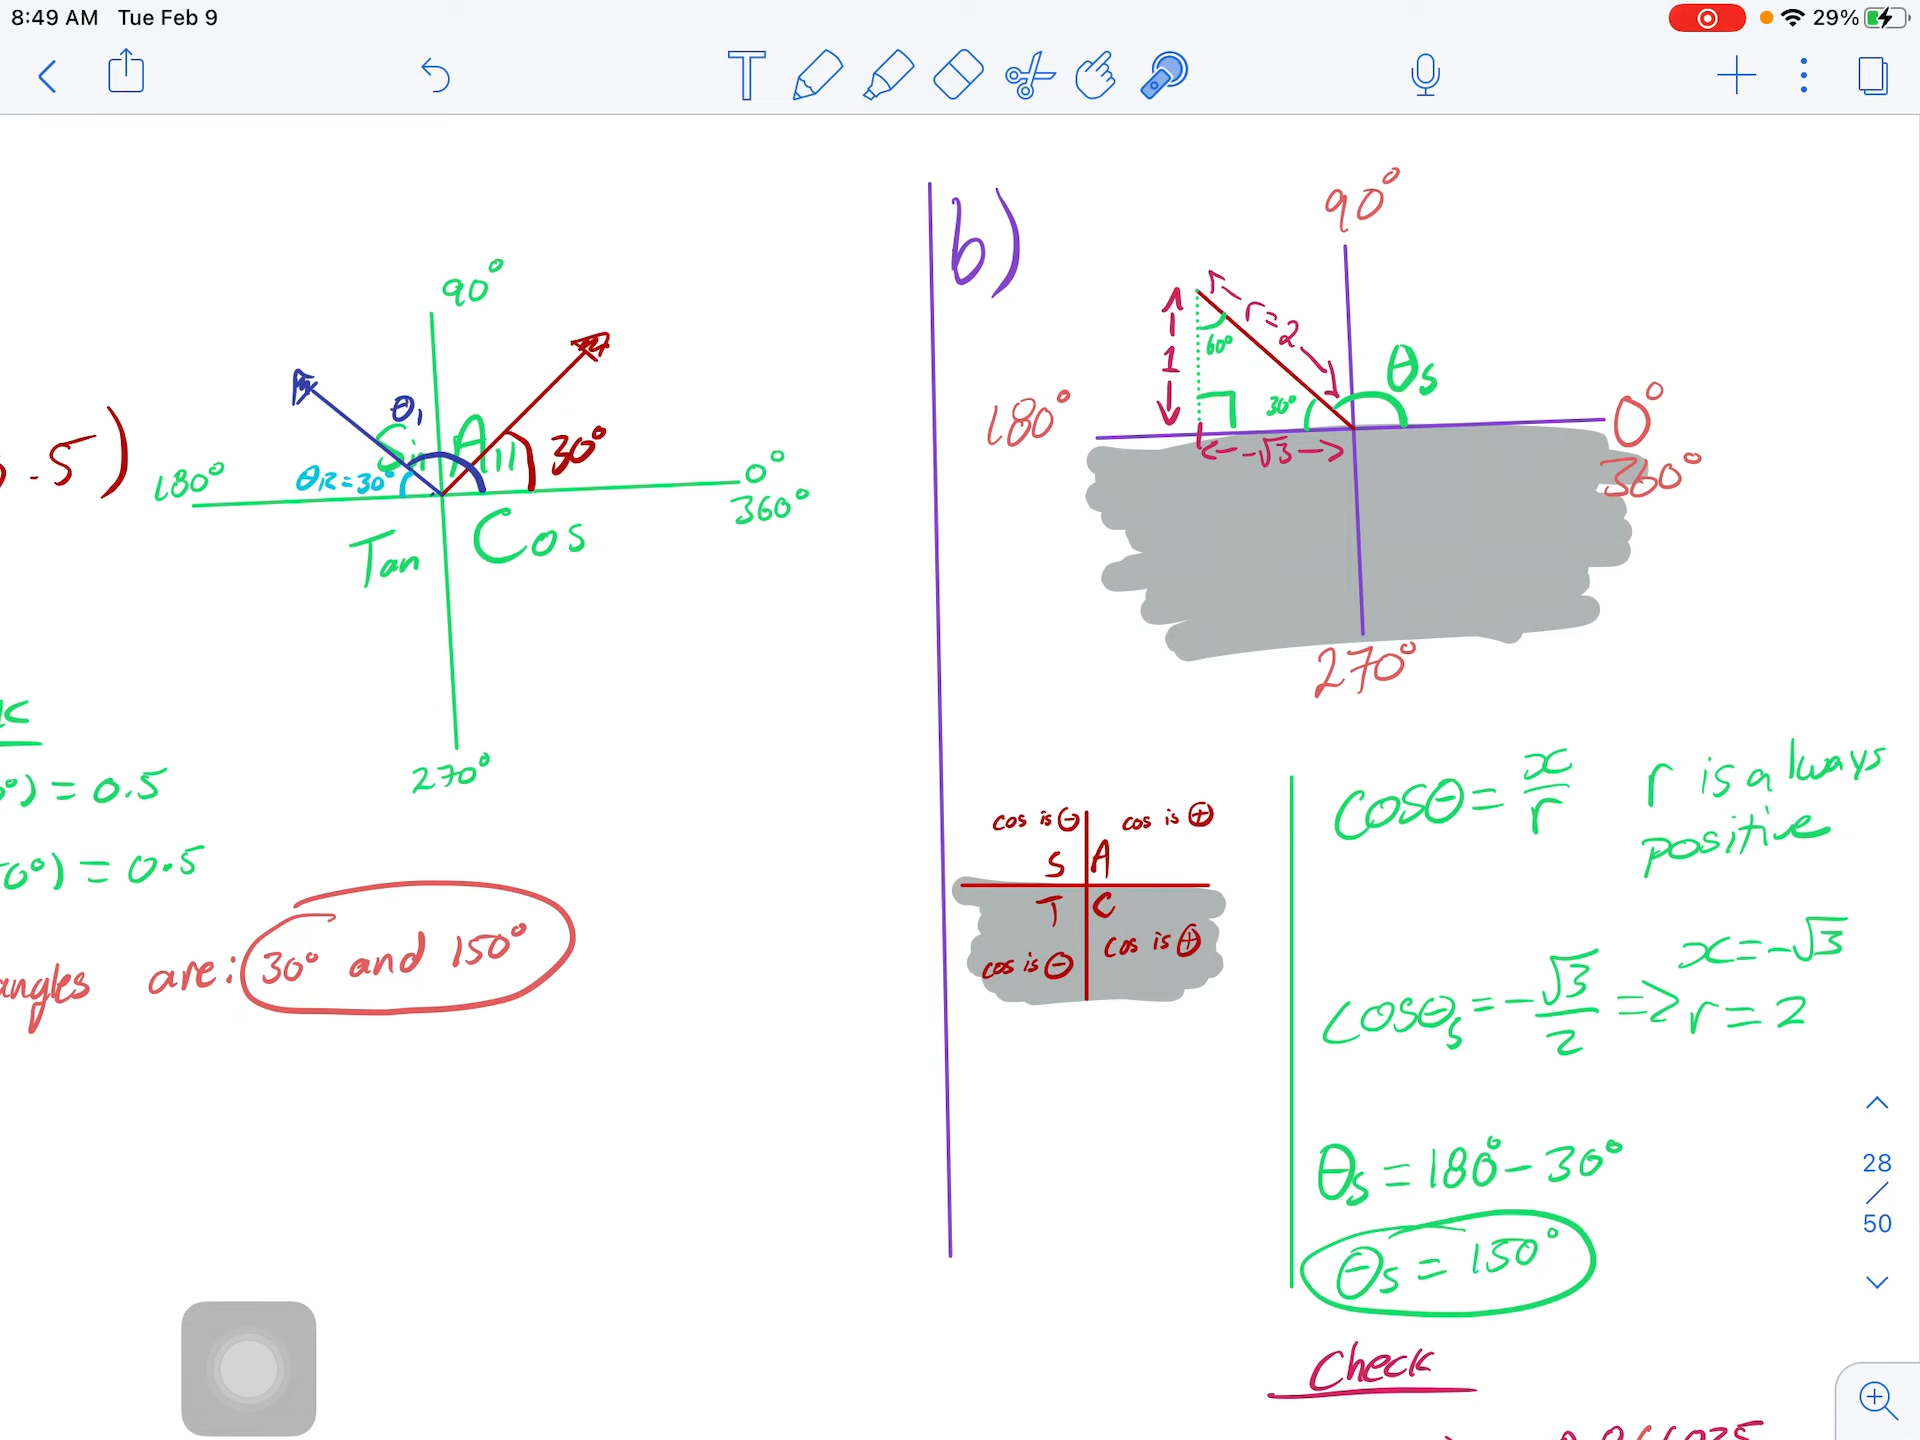 8:49 AM Tue Feb 9
29%
T
.5)
90°
θ₁
Sin All
30°
180°
θR=30°
0°
360°
Tan Cos
270°
) = 0.5
0°) = 0.5
angles are: 30° and 150°
b)
90°
r=2
60°
1
θs
30°
180°
0°
-√3
360°
270°
cos is ⊖ cos is ⊕
S A
T C
cos is ⊖ cos is ⊕
cosθ = x/r
r is always
positive
cosθs = -√3/2 => x = -√3
r = 2
θs = 180° - 30°
θs = 150°
Check
28
/
50